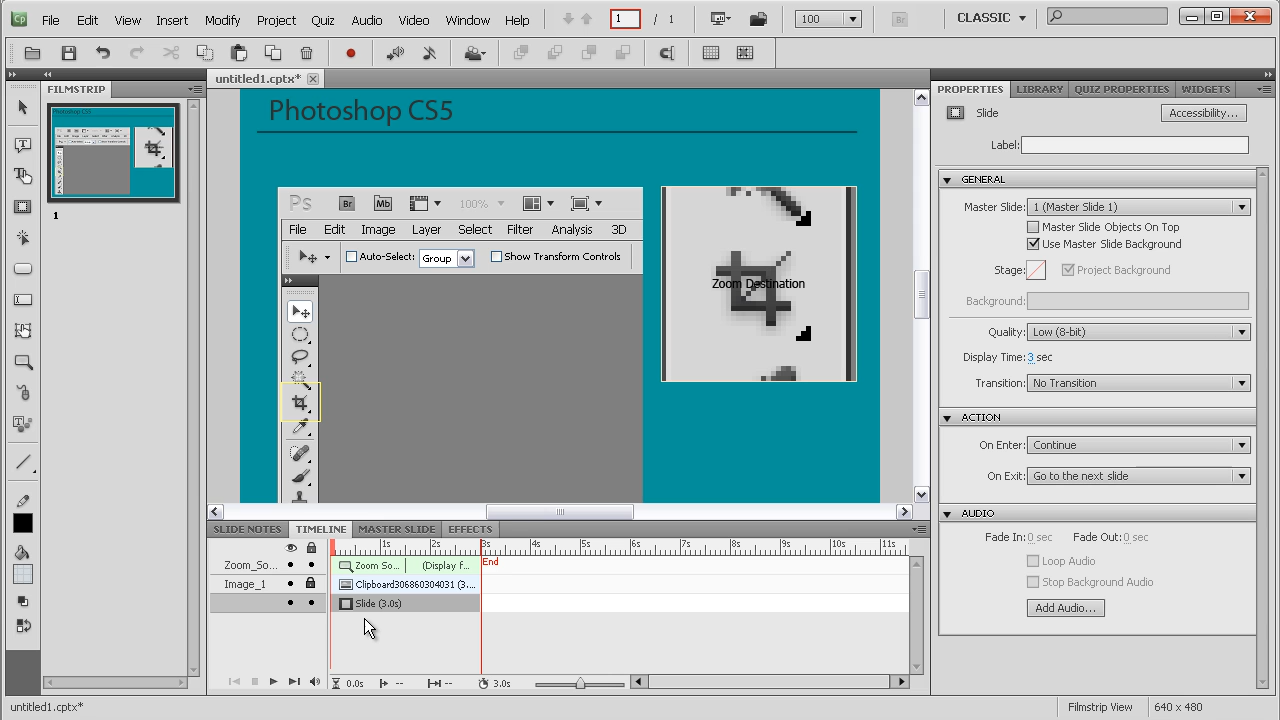 Cp File Edit View Insert Modify Project Quiz Audio Video Window Help 1 / 1 100 Br CLASSIC
untitled1.cptx*
FILMSTRIP
Photoshop CS5
1
Photoshop CS5
Ps Br Mb 100%
File Edit Image Layer Select Filter Analysis 3D
Auto-Select: Group Show Transform Controls
Zoom Destination
SLIDE NOTES TIMELINE MASTER SLIDE EFFECTS
1s 2s 3s 4s 5s 6s 7s 8s 9s 10s 11s
Zoom_So... Zoom So... (Display f... End
Image_1 Clipboard306860304031 (3....
Slide (3.0s)
0.0s -- -- 3.0s
PROPERTIES LIBRARY QUIZ PROPERTIES WIDGETS
Slide Accessibility...
Label:
GENERAL
Master Slide: 1 (Master Slide 1)
Master Slide Objects On Top
Use Master Slide Background
Stage: Project Background
Background:
Quality: Low (8-bit)
Display Time: 3 sec
Transition: No Transition
ACTION
On Enter: Continue
On Exit: Go to the next slide
AUDIO
Fade In: 0 sec Fade Out: 0 sec
Loop Audio
Stop Background Audio
Add Audio...
untitled1.cptx* Filmstrip View 640 x 480